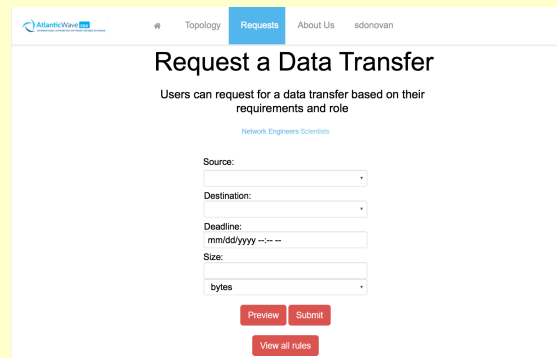 AtlanticWave SDX
Topology Requests About Us sdonovan
Request a Data Transfer
Users can request for a data transfer based on their
requirements and role
Network Engineers Scientists
Source:
Destination:
Deadline:
mm/dd/yyyy --:-- --
Size:
bytes
Preview Submit
View all rules